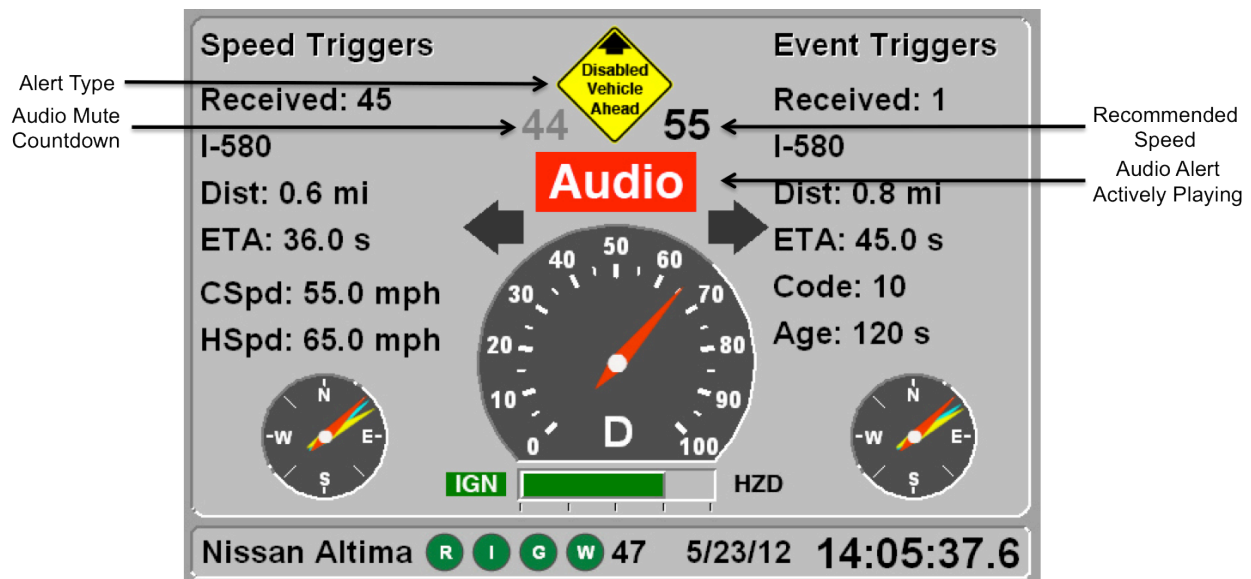 Alert Type
Audio Mute
Countdown
Speed Triggers
Received: 45
I-580
Dist: 0.6 mi
ETA: 36.0 s
CSpd: 55.0 mph
HSpd: 65.0 mph
N
-W
E-
S
Disabled
Vehicle
Ahead
44
55
Audio
0
10
20
30
40
50
60
70
80
90
100
D
IGN
HZD
Event Triggers
Received: 1
I-580
Dist: 0.8 mi
ETA: 45.0 s
Code: 10
Age: 120 s
N
-W
E-
S
Recommended
Speed
Audio Alert
Actively Playing
Nissan Altima R I G W 47 5/23/12 14:05:37.6